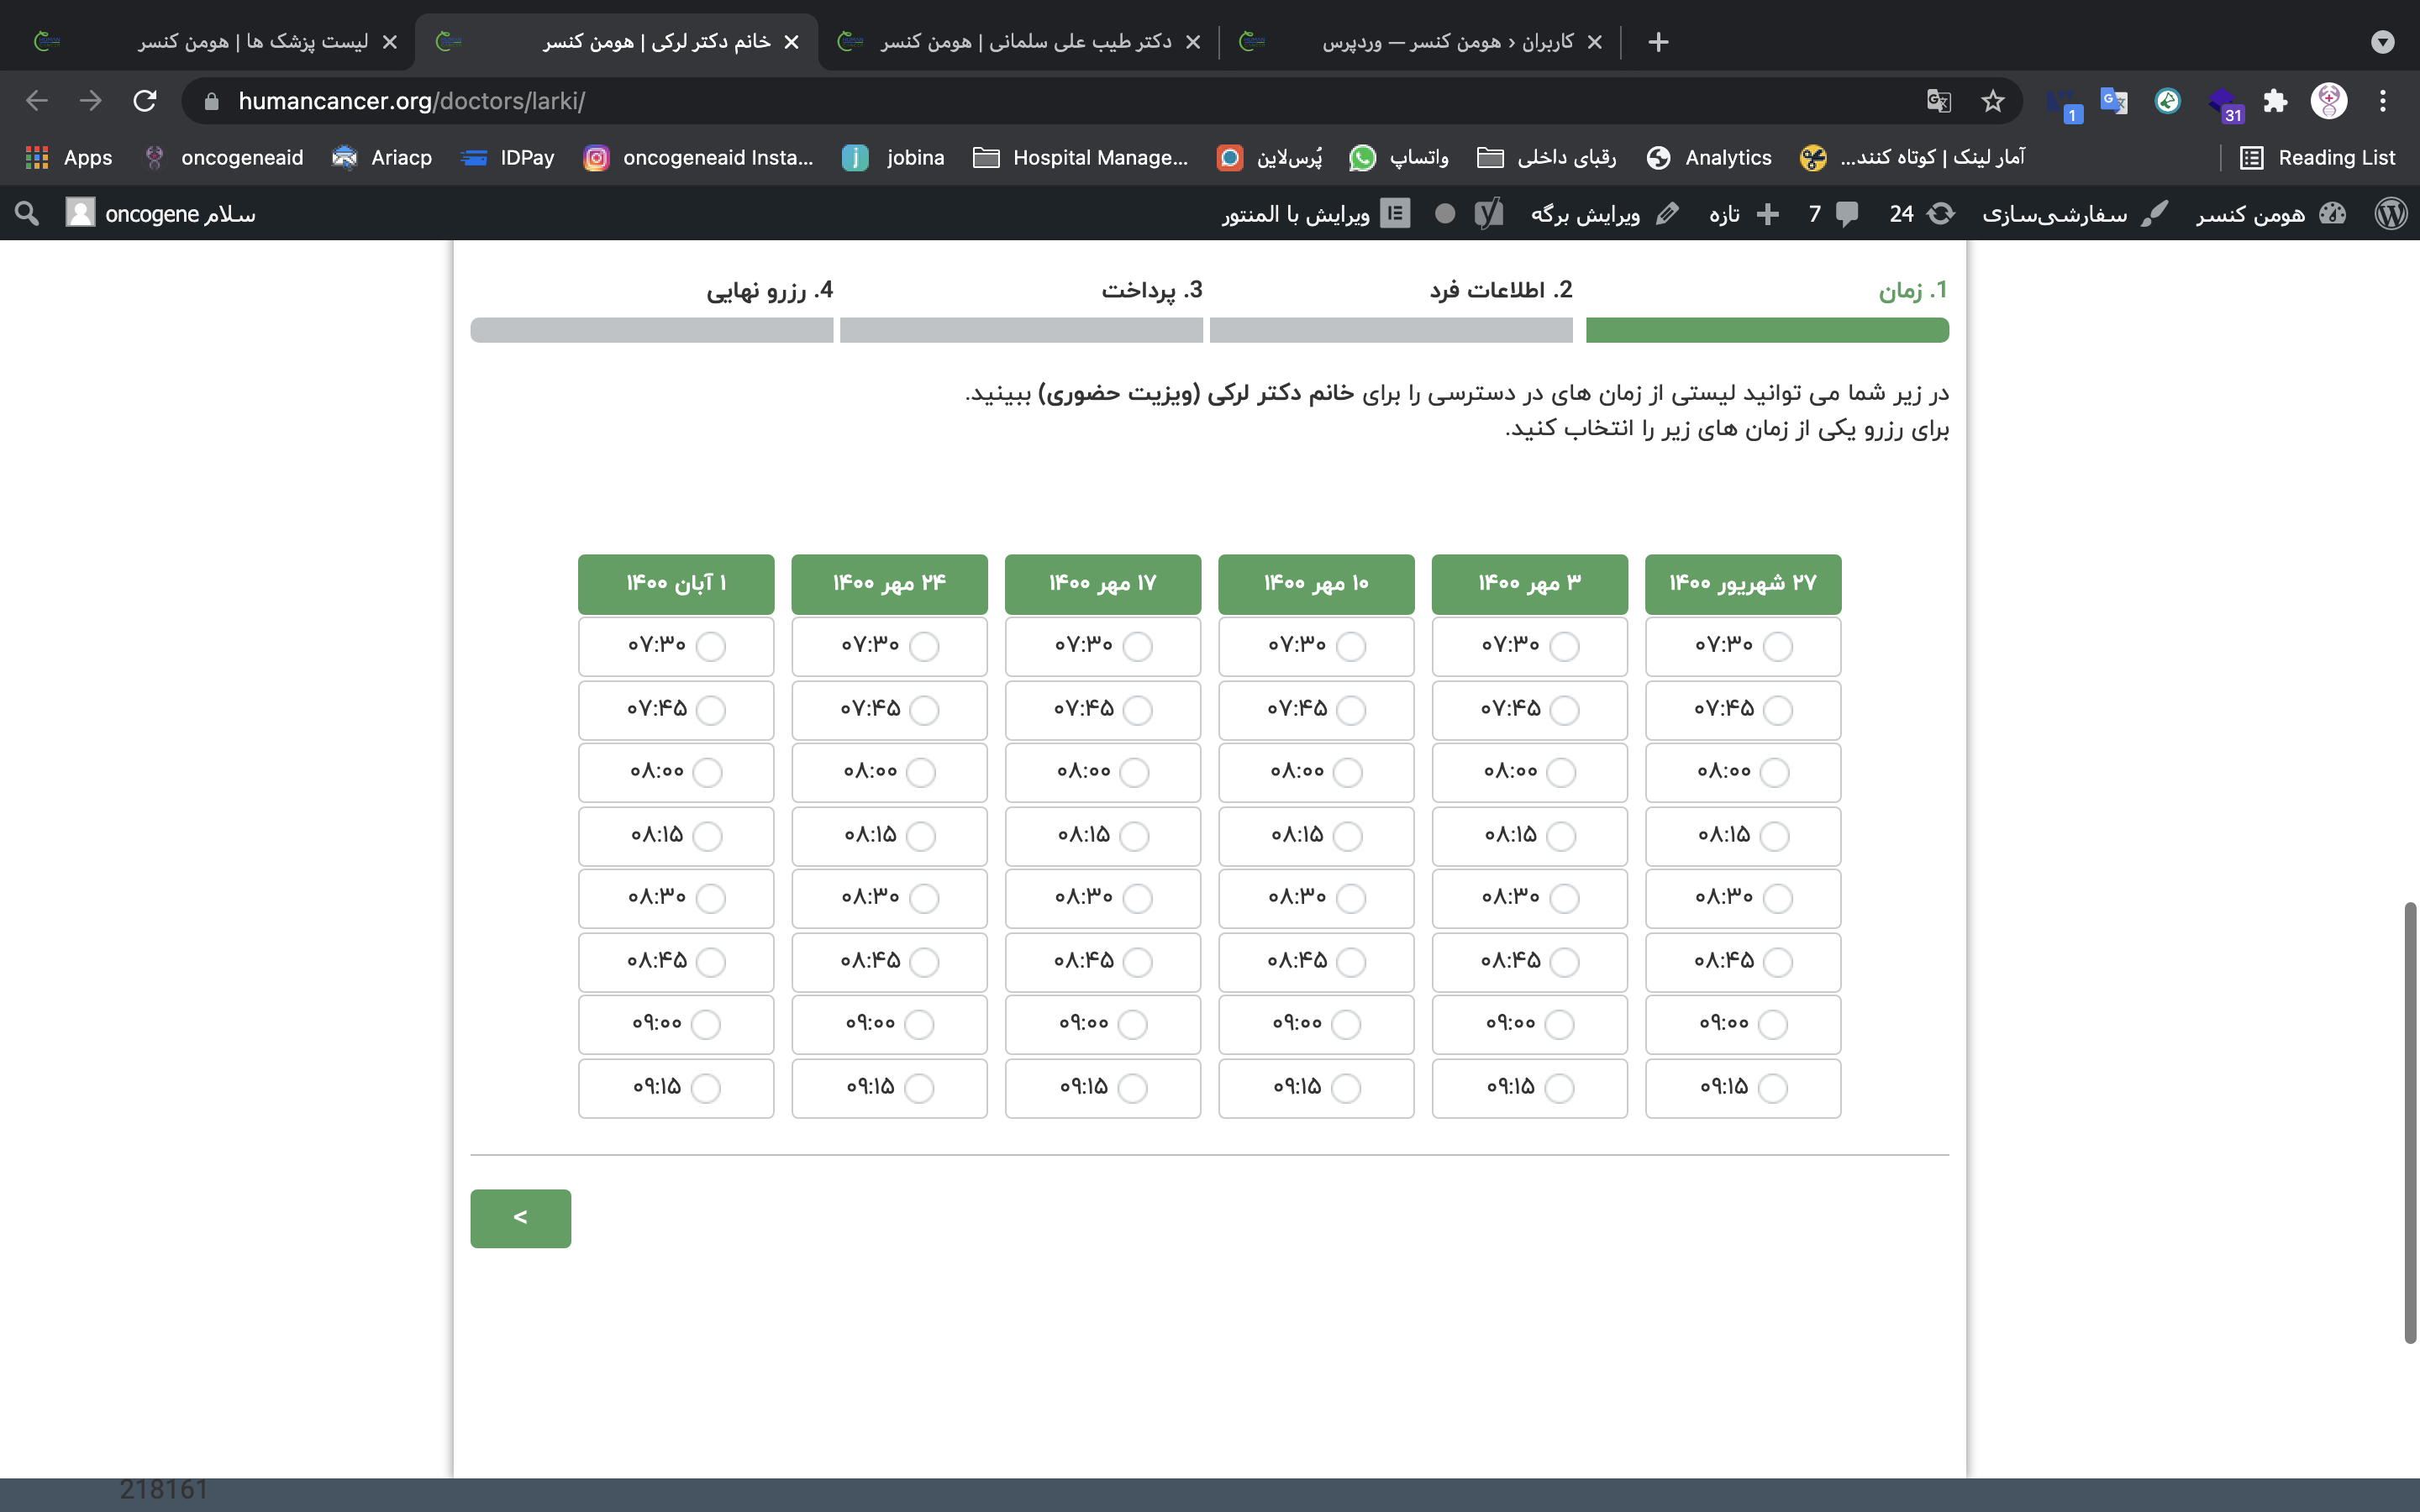 لیست پزشک ها | هومن کنسر
خانم دکتر لرکی | هومن کنسر
دکتر طیب علی سلمانی | هومن کنسر
کاربران ‹ هومن کنسر — وردپرس
humancancer.org/doctors/larki/
1
31
Apps
oncogeneaid
Ariacp
IDPay
oncogeneaid Insta...
jobina
Hospital Manage...
پُرس‌لاین
واتساپ
رقبای داخلی
Analytics
آمار لینک | کوتاه کنند...
Reading List
هومن کنسر
سفارشی‌سازی
24
7
تازه
ویرایش برگه
ویرایش با المنتور
سلام oncogene
1. زمان
2. اطلاعات فرد
3. پرداخت
4. رزرو نهایی
در زیر شما می توانید لیستی از زمان های در دسترسی را برای خانم دکتر لرکی (ویزیت حضوری) ببینید.
برای رزرو یکی از زمان های زیر را انتخاب کنید.
۲۷ شهریور ۱۴۰۰ ۳ مهر ۱۴۰۰ ۱۰ مهر ۱۴۰۰ ۱۷ مهر ۱۴۰۰ ۲۴ مهر ۱۴۰۰ ۱ آبان ۱۴۰۰
۰۷:۳۰ ۰۷:۳۰ ۰۷:۳۰ ۰۷:۳۰ ۰۷:۳۰ ۰۷:۳۰
۰۷:۴۵ ۰۷:۴۵ ۰۷:۴۵ ۰۷:۴۵ ۰۷:۴۵ ۰۷:۴۵
۰۸:۰۰ ۰۸:۰۰ ۰۸:۰۰ ۰۸:۰۰ ۰۸:۰۰ ۰۸:۰۰
۰۸:۱۵ ۰۸:۱۵ ۰۸:۱۵ ۰۸:۱۵ ۰۸:۱۵ ۰۸:۱۵
۰۸:۳۰ ۰۸:۳۰ ۰۸:۳۰ ۰۸:۳۰ ۰۸:۳۰ ۰۸:۳۰
۰۸:۴۵ ۰۸:۴۵ ۰۸:۴۵ ۰۸:۴۵ ۰۸:۴۵ ۰۸:۴۵
۰۹:۰۰ ۰۹:۰۰ ۰۹:۰۰ ۰۹:۰۰ ۰۹:۰۰ ۰۹:۰۰
۰۹:۱۵ ۰۹:۱۵ ۰۹:۱۵ ۰۹:۱۵ ۰۹:۱۵ ۰۹:۱۵
<
218161